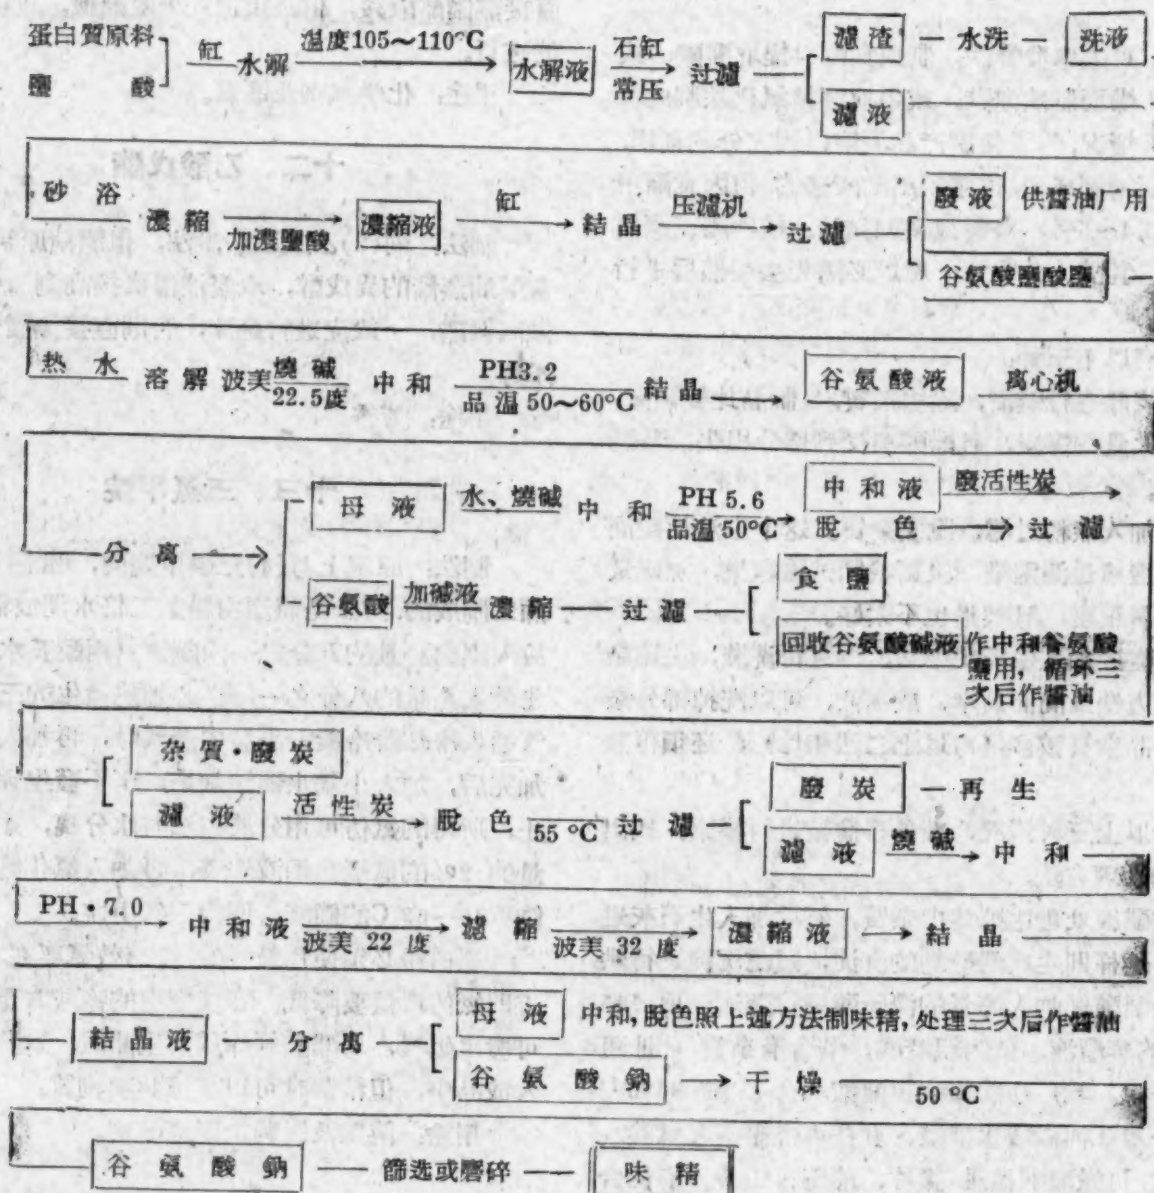 蛋白質原料 缸 水解 温度105～110°C 水解液 石缸 常压 过滤 濾渣 水洗 洗液
鹽 酸 濾液
砂浴 濃縮 加濃鹽酸 濃縮液 缸 結晶 压濾机 过濾 廢液 供醬油厂用
谷氨酸鹽酸鹽
热水 溶解 波美燒碱22.5度 中和 PH3.2 品温50～60°C 結晶 谷氨酸液 离心机
分离 母液 水、燒碱 中和 PH 5.6 品温50°C 中和液 脫色 廢活性炭 过濾
谷氨酸 加碱液 濃縮 过濾 食鹽
回收谷氨酸碱液 作中和谷氨酸
鹽用，循环三
次后作醬油
杂質・廢炭
濾液 活性炭 脫色 55°C 过濾 廢炭 再生
濾液 燒碱 中和
PH・7.0 中和液 波美 22 度 濾縮 波美 32 度 濃縮液 結晶
結晶液 分离 母液 中和，脫色照上述方法制味精，处理三次后作醬油
谷氨酸鈉 干燥 50°C
谷氨酸鈉 篩选或磨碎 味精